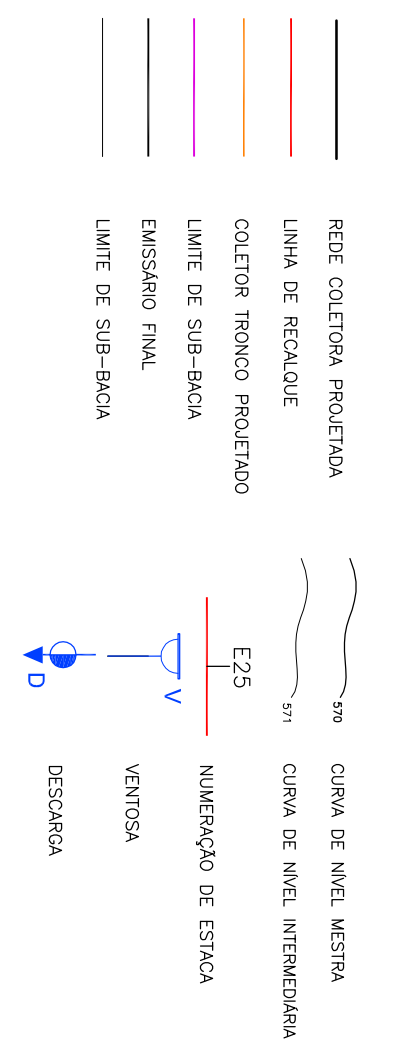 REDE COLETORA PROJETADA
LINHA DE RECALQUE
COLETOR TRONCO PROJETADO
LIMITE DE SUB-BACIA
EMISSÁRIO FINAL
LIMITE DE SUB-BACIA
570
CURVA DE NÍVEL MESTRA
571
CURVA DE NÍVEL INTERMEDIÁRIA
E25
NUMERAÇÃO DE ESTACA
V
VENTOSA
D
DESCARGA